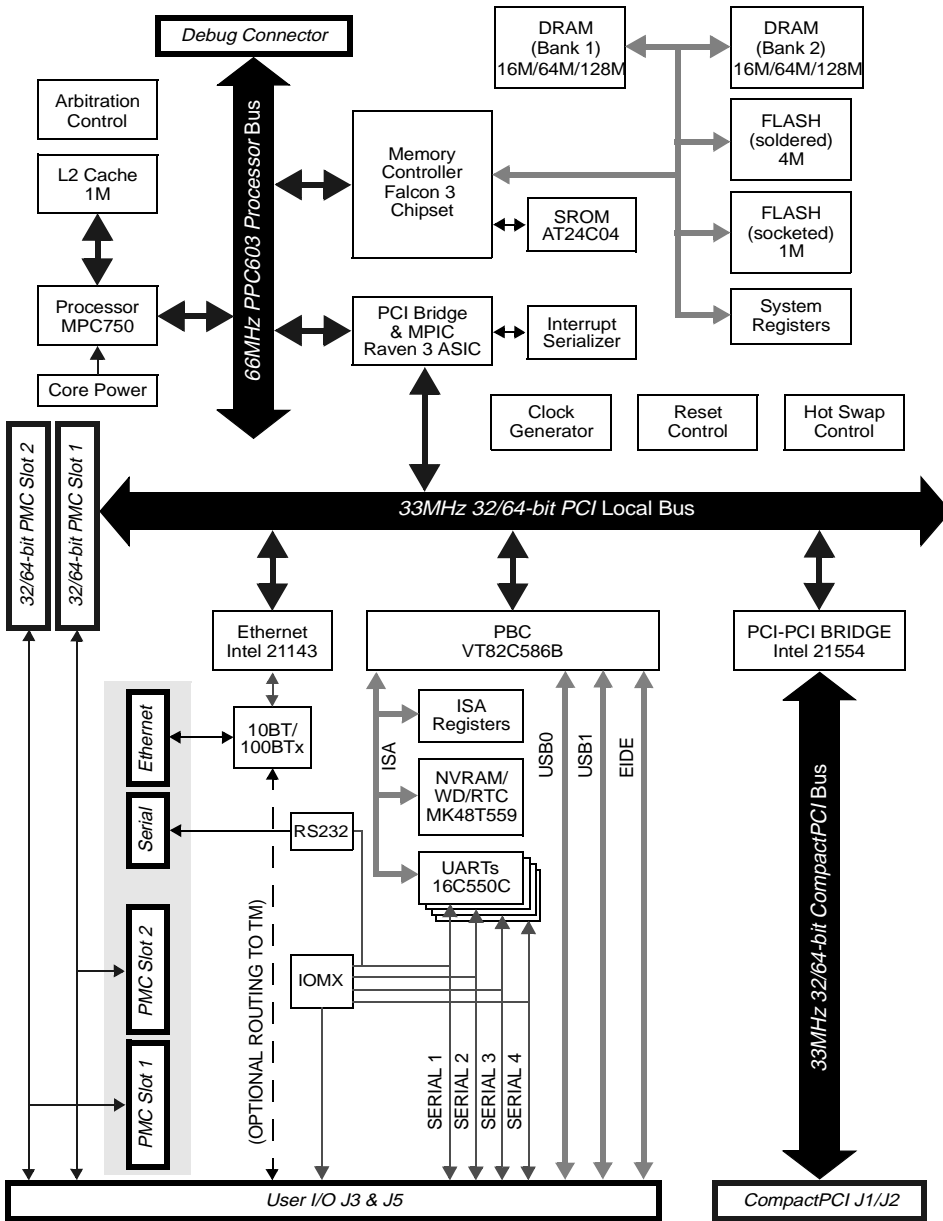 Debug Connector
DRAM
(Bank 1)
16M/64M/128M
DRAM
(Bank 2)
16M/64M/128M
Arbitration
Control
L2 Cache
1M
Processor
MPC750
Core Power
66MHz PPC603 Processor Bus
Memory
Controller
Falcon 3
Chipset
SROM
AT24C04
FLASH
(soldered)
4M
FLASH
(socketed)
1M
System
Registers
PCI Bridge
& MPIC
Raven 3 ASIC
Interrupt
Serializer
Clock
Generator
Reset
Control
Hot Swap
Control
32/64-bit PMC Slot 2
32/64-bit PMC Slot 1
33MHz 32/64-bit PCI Local Bus
Ethernet
Intel 21143
PBC
VT82C586B
PCI-PCI BRIDGE
Intel 21554
Ethernet
10BT/
100BTx
ISA
ISA
Registers
NVRAM/
WD/RTC
MK48T559
UARTs
16C550C
USB0
USB1
EIDE
Serial
RS232
PMC Slot 2
PMC Slot 1
(OPTIONAL ROUTING TO TM)
IOMX
SERIAL 1
SERIAL 2
SERIAL 3
SERIAL 4
33MHz 32/64-bit CompactPCI Bus
User I/O J3 & J5
CompactPCI J1/J2